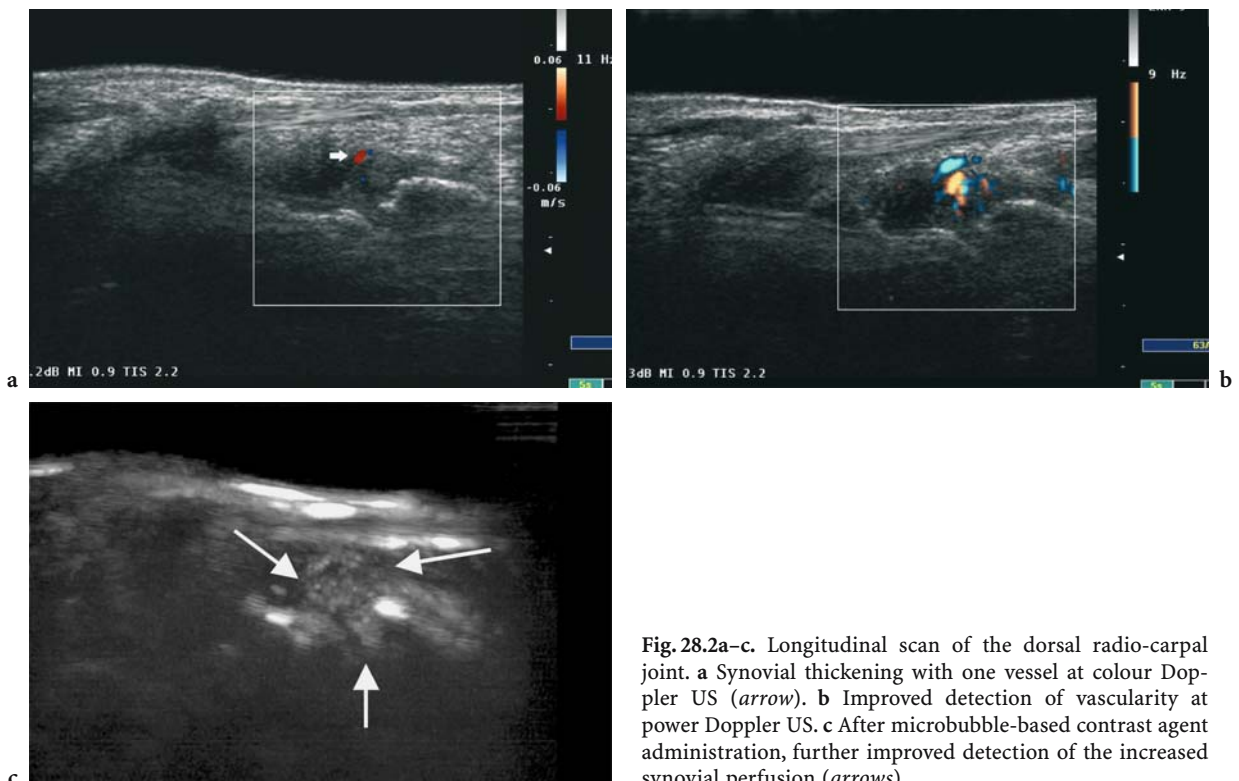 0.06 11 Hz
-0.06
m/s
.2dB MI 0.9 TIS 2.2
5s
a
9 Hz
63
3dB MI 0.9 TIS 2.2
5s
b
c
Fig. 28.2a–c. Longitudinal scan of the dorsal radio-carpal
joint. a Synovial thickening with one vessel at colour Dop-
pler US (arrow). b Improved detection of vascularity at
power Doppler US. c After microbubble-based contrast agent
administration, further improved detection of the increased
synovial perfusion (arrows)